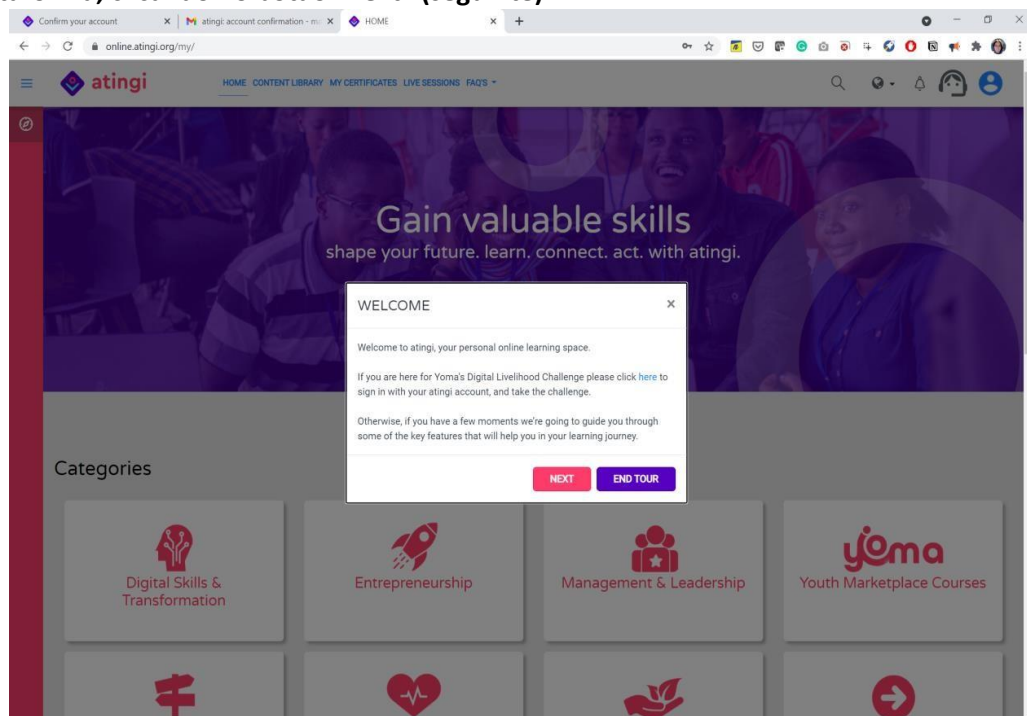 Confirm your account
atingi: account confirmation - m
HOME
online.atingi.org/my/
atingi
HOME CONTENT LIBRARY MY CERTIFICATES LIVE SESSIONS FAQ'S
Gain valuable skills
shape your future. learn. connect. act. with atingi.
WELCOME
Welcome to atingi, your personal online learning space.
If you are here for Yoma's Digital Livelihood Challenge please click here to
sign in with your atingi account, and take the challenge.
Otherwise, if you have a few moments we're going to guide you through
some of the key features that will help you in your learning journey.
NEXT END TOUR
Categories
Digital Skills &
Transformation
Entrepreneurship
Management & Leadership
yoma
Youth Marketplace Courses